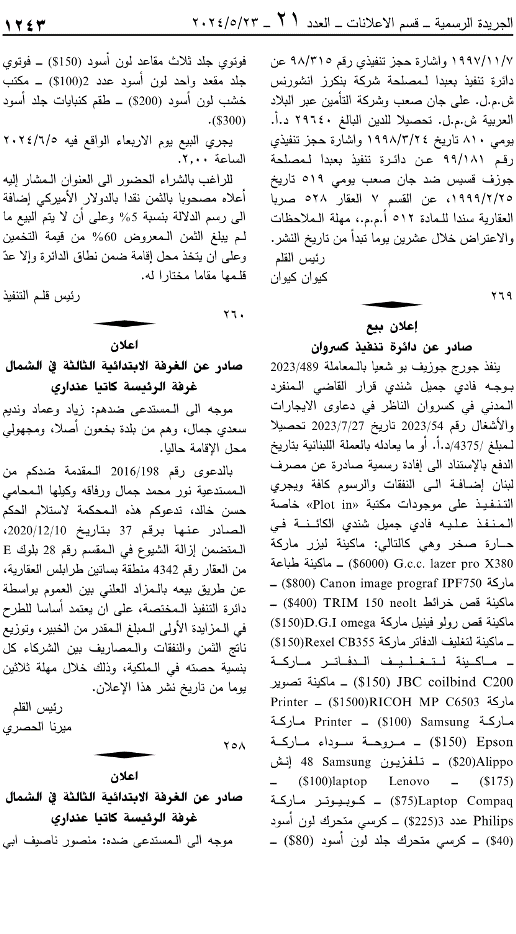 الجريدة الرسمية ـ قسم الاعلانات ـ العدد ٢١ ـ ٢٠٢٤/٥/٢٣
١٢٤٣
١٩٩٧/١١/٧ واشارة حجز تنفيذي رقم ٩٨/٣١٥ عن
دائرة تنفيذ بعبدا لمصلحة شركة بنكرز انشورنس
ش.م.ل. على جان صعب وشركة التأمين عبر البلاد
العربية ش.م.ل. تحصيلا للدين البالغ ٢٩٦٤٠ د.أ.
يومي ٨١٠ تاريخ ١٩٩٨/٣/٢٤ واشارة حجز تنفيذي
رقم ٩٩/١٨١ عن دائرة تنفيذ بعبدا لمصلحة
جوزف قسيس ضد جان صعب يومي ٥١٩ تاريخ
١٩٩٩/٢/٢٥، عن القسم ٧ العقار ٥٢٨ صربا
العقارية سندا للمادة ٥١٢ أ.م.م.، مهلة الملاحظات
والاعتراض خلال عشرين يوما تبدأ من تاريخ النشر.
رئيس القلم
كيوان كيوان
٢٦٩
إعلان بيع
صادر عن دائرة تنفيذ كسروان
ينفذ جورج جوزيف بو شعيا بالمعاملة 2023/489
بوجه فادي جميل شندي قرار القاضي المنفرد
المدني في كسروان الناظر في دعاوى الايجارات
والأشغال رقم 2023/54 تاريخ 2023/7/27 تحصيلا
لمبلغ /4375/د.أ. أو ما يعادله بالعملة اللبنانية بتاريخ
الدفع بالإستناد الى إفادة رسمية صادرة عن مصرف
لبنان إضافة الى النفقات والرسوم كافة ويجري
التنفيذ على موجودات مكتبة «Plot in» خاصة
المنفذ عليه فادي جميل شندي الكائنة في
حارة صخر وهي كالتالي: ماكينة ليزر ماركة
G.c.c. lazer pro X380 (6000$) ـ ماكينة طباعة
ماركة Canon image prograf IPF750 (800$) ـ
ماكينة قص خرائط TRIM 150 neolt (400$) ـ
ماكينة قص رولو فينيل ماركة D.G.I omega(150$)
ـ ماكينة لتغليف الدفاتر ماركة Rexel CB355(150$)
ـ ماكينة لتغليف الدفاتر ماركة
JBC coilbind C200 (150$) ـ ماكينة تصوير
ماركة RICOH MP C6503(1500$) ـ Printer
ماركة Samsung (100$) ـ Printer ماركة
Epson (150$) ـ مروحة سوداء ماركة
Alippo(20$) ـ تلفزيون Samsung 48 إنش
(175$) ـ laptop Lenovo(100$) ـ
Laptop Compaq(75$) ـ كوبيوتر ماركة
Philips عدد 3(225$) ـ كرسي متحرك لون أسود
(40$) ـ كرسي متحرك جلد لون أسود (80$) ـ
فوتوي جلد ثلاث مقاعد لون أسود (150$) ـ فوتوي
جلد مقعد واحد لون أسود عدد 2(100$) ـ مكتب
خشب لون أسود (200$) ـ طقم كنبايات جلد أسود
(300$).
يجري البيع يوم الاربعاء الواقع فيه ٢٠٢٤/٦/٥
الساعة ٢,٠٠.
للراغب بالشراء الحضور الى العنوان المشار إليه
أعلاه مصحوبا بالثمن نقدا بالدولار الأميركي إضافة
الى رسم الدلالة بنسبة 5% وعلى أن لا يتم البيع ما
لم يبلغ الثمن المعروض 60% من قيمة التخمين
وعلى ان يتخذ محل إقامة ضمن نطاق الدائرة وإلا عدّ
قلمها مقاما مختارا له.
رئيس قلم التنفيذ
٢٦٠
اعلان
صادر عن الغرفة الابتدائية الثالثة في الشمال
غرفة الرئيسة كاتيا عنداري
موجه الى المستدعى ضدهم: زياد وعماد ونديم
سعدي جمال، وهم من بلدة بخعون أصلا، ومجهولي
محل الإقامة حاليا.
بالدعوى رقم 2016/198 المقدمة ضدكم من
المستدعية نور محمد جمال ورفاقه وكيلها المحامي
حسن خالد، تدعوكم هذه المحكمة لاستلام الحكم
الصادر عنها برقم 37 بتاريخ 2020/12/10،
المتضمن إزالة الشيوع في المقسم رقم 28 بلوك E
من العقار رقم 4342 منطقة بساتين طرابلس العقارية،
عن طريق بيعه بالمزاد العلني بين العموم بواسطة
دائرة التنفيذ المختصة، على ان يعتمد أساسا للطرح
في المزايدة الأولى المبلغ المقدر من الخبير، وتوزيع
ناتج الثمن والنفقات والمصاريف بين الشركاء كل
بنسبة حصته في الملكية، وذلك خلال مهلة ثلاثين
يوما من تاريخ نشر هذا الإعلان.
رئيس القلم
ميرنا الحصري
٢٥٨
اعلان
صادر عن الغرفة الابتدائية الثالثة في الشمال
غرفة الرئيسة كاتيا عنداري
موجه الى المستدعى ضده: منصور ناصيف ابي